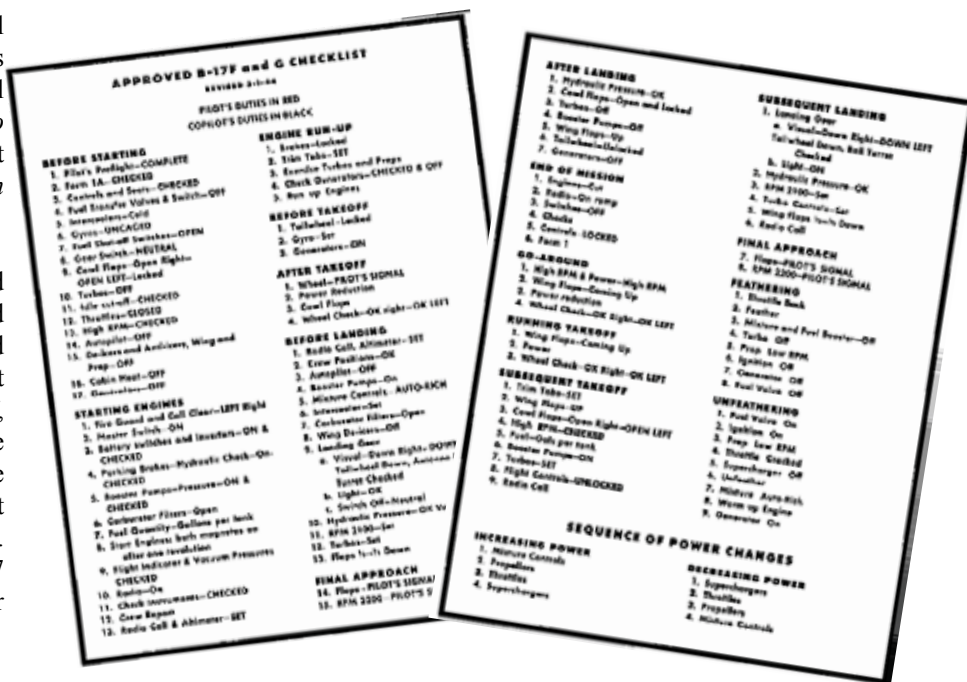 APPROVED B-17F and G CHECKLIST
REVISED
PILOT'S DUTIES IN RED
COPILOT'S DUTIES IN BLACK
BEFORE STARTING
1. Pilot's Preflight—COMPLETE
2. Form 1A—CHECKED
3. Controls and Seats—CHECKED
4. Fuel Transfer Valves & Switch—OFF
5. Intercoolers—Cold
6. Gyros—UNCAGED
7. Fuel Shut-off Switches—OPEN
8. Gear Switch—NEUTRAL
9. Cowl Flaps—Open Right—
OPEN LEFT—Locked
10. Turbos—OFF
11. Idle cut-off—CHECKED
12. Throttles—CLOSED
13. High RPM—CHECKED
14. Autopilot—OFF
15. De-icers and Anti-icers, Wing and
Prop—OFF
16. Cabin Heat—OFF
17. Generators—OFF
STARTING ENGINES
1. Fire Guard and Call Clear—LEFT Right
2. Master Switch—ON
3. Battery switches and inverters—ON &
CHECKED
4. Parking Brakes—Hydraulic Check—On-
CHECKED
5. Booster Pumps—Pressure—ON &
CHECKED
6. Carburetor Filters—Open
7. Fuel Quantity—Gallons per tank
8. Start Engines: both magnetos on
after one revolution
9. Flight Indicator & Vacuum Pressures
CHECKED
10. Radio—On
11. Check Instruments—CHECKED
12. Crew Report
13. Radio Call & Altimeter—SET
ENGINE RUN-UP
1. Brakes—Locked
2. Trim Tabs—SET
3. Exercise Turbos and Props
4. Check Generators—CHECKED & OFF
5. Run up Engines
BEFORE TAKEOFF
1. Tailwheel—Locked
2. Gyro—Set
3. Generators—ON
AFTER TAKEOFF
1. Wheel—PILOT'S SIGNAL
2. Power Reduction
3. Cowl Flaps
4. Wheel Check—OK right—OK LEFT
BEFORE LANDING
1. Radio Call, Altimeter—SET
2. Crew Positions—OK
3. Autopilot—OFF
4. Booster Pumps—On
5. Mixture Controls—AUTO-RICH
6. Intercooler—Set
7. Carburetor Filters—Open
8. Wing De-icers—Off
9. Landing Gear
a. Visual—Down Right—DOWN
Tailwheel Down, Antenna
Turret Checked
b. Light—OK
c. Switch Off—Neutral
10. Hydraulic Pressure—OK
11. RPM 2100—Set
12. Turbos—Set
13. Flaps Down
FINAL APPROACH
14. Flaps—PILOT'S SIGNAL
15. RPM 2200—PILOT'S
AFTER LANDING
1. Hydraulic Pressure—OK
2. Cowl Flaps—Open and Locked
3. Turbos—Off
4. Booster Pumps—Off
5. Wing Flaps—Up
6. Tailwheel—Unlocked
7. Generators—OFF
END OF MISSION
1. Engines—Cut
2. Radio—On ramp
3. Switches—OFF
4. Chocks
5. Controls—LOCKED
6. Form 1
GO-AROUND
1. High RPM & Power—High RPM
2. Wing Flaps—Coming Up
3. Power reduction
4. Wheel Check—OK Right—OK LEFT
RUNNING TAKEOFF
1. Wing Flaps—Coming Up
2. Power
3. Wheel Check—OK Right—OK LEFT
SUBSEQUENT TAKEOFF
1. Trim Tabs—SET
2. Wing Flaps—UP
3. Cowl Flaps—Open Right—OPEN LEFT
4. High RPM—CHECKED
5. Fuel—Gals per tank
6. Booster Pumps—ON
7. Turbos—SET
8. Flight Controls—UNLOCKED
9. Radio Call
SUBSEQUENT LANDING
1. Landing Gear
a. Visual—Down Right—DOWN LEFT
Tailwheel Down, Ball Turret
Checked
b. Light—ON
2. Hydraulic Pressure—OK
3. RPM 2100—Set
4. Turbo Controls—Set
5. Wing Flaps Down
6. Radio Call
FINAL APPROACH
7. Flaps—PILOT'S SIGNAL
8. RPM 2200—PILOT'S SIGNAL
FEATHERING
1. Throttle Back
2. Feather
3. Mixture and Fuel Booster—Off
4. Turbo Off
5. Prop Low RPM
6. Ignition Off
7. Generator Off
8. Fuel Valve Off
UNFEATHERING
1. Fuel Valve On
2. Ignition On
3. Prop Low RPM
4. Throttle Cracked
5. Supercharger Off
6. Unfeather
7. Mixture Auto-Rich
8. Warm up Engine
9. Generator On
SEQUENCE OF POWER CHANGES
INCREASING POWER
1. Mixture Controls
2. Propellers
3. Throttles
4. Superchargers
DECREASING POWER
1. Superchargers
2. Throttles
3. Propellers
4. Mixture Controls